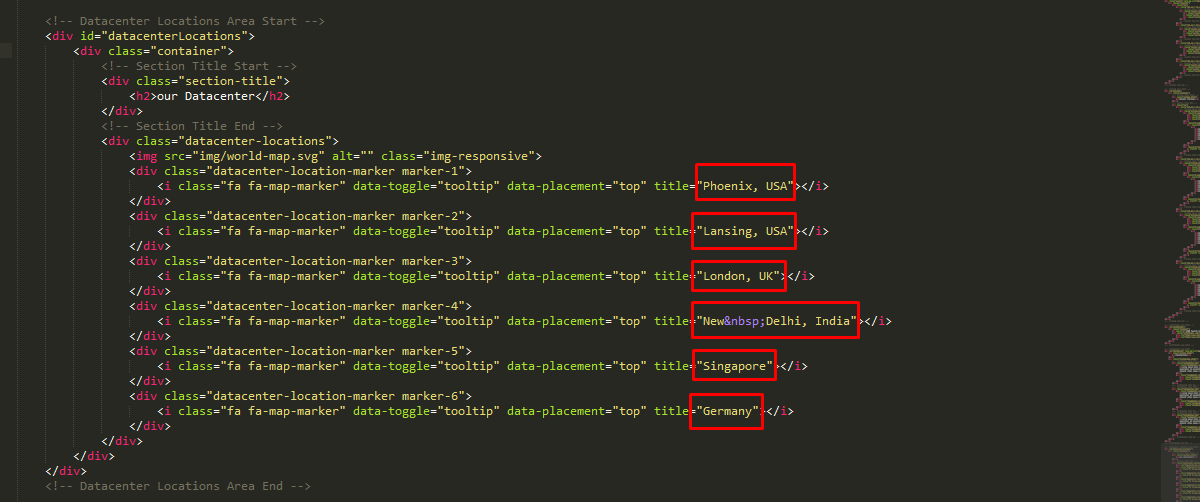 <!-- Datacenter Locations Area Start -->
<div id="datacenterLocations">
<div class="container">
<!-- Section Title Start -->
<div class="section-title">
<h2>our Datacenter</h2>
</div>
<!-- Section Title End -->
<div class="datacenter-locations">
<img src="img/world-map.svg" alt="" class="img-responsive">
<div class="datacenter-location-marker marker-1">
<i class="fa fa-map-marker" data-toggle="tooltip" data-placement="top" title="Phoenix, USA"></i>
</div>
<div class="datacenter-location-marker marker-2">
<i class="fa fa-map-marker" data-toggle="tooltip" data-placement="top" title="Lansing, USA"></i>
</div>
<div class="datacenter-location-marker marker-3">
<i class="fa fa-map-marker" data-toggle="tooltip" data-placement="top" title="London, UK"></i>
</div>
<div class="datacenter-location-marker marker-4">
<i class="fa fa-map-marker" data-toggle="tooltip" data-placement="top" title="New&nbsp;Delhi, India"></i>
</div>
<div class="datacenter-location-marker marker-5">
<i class="fa fa-map-marker" data-toggle="tooltip" data-placement="top" title="Singapore"></i>
</div>
<div class="datacenter-location-marker marker-6">
<i class="fa fa-map-marker" data-toggle="tooltip" data-placement="top" title="Germany"></i>
</div>
</div>
</div>
</div>
<!-- Datacenter Locations Area End -->